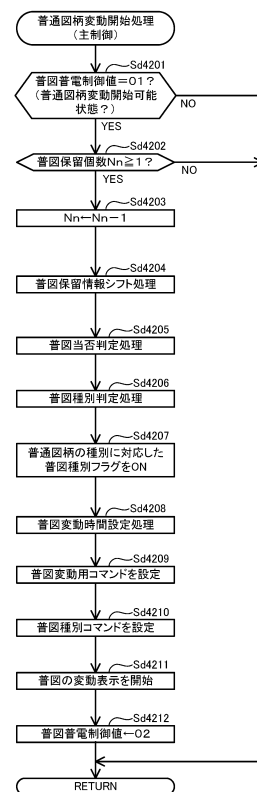 普通図柄変動開始処理
(主制御)
Sd4201
普図普電制御値=01?
(普通図柄変動開始可能
状態?)
NO
YES
Sd4202
普図保留個数Nn≧1?
NO
YES
Sd4203
Nn←Nn-1
Sd4204
普図保留情報シフト処理
Sd4205
普図当否判定処理
Sd4206
普図種別判定処理
Sd4207
普通図柄の種別に対応した
普図種別フラグをON
Sd4208
普図変動時間設定処理
Sd4209
普図変動用コマンドを設定
Sd4210
普図種別コマンドを設定
Sd4211
普図の変動表示を開始
Sd4212
普図普電制御値←02
RETURN